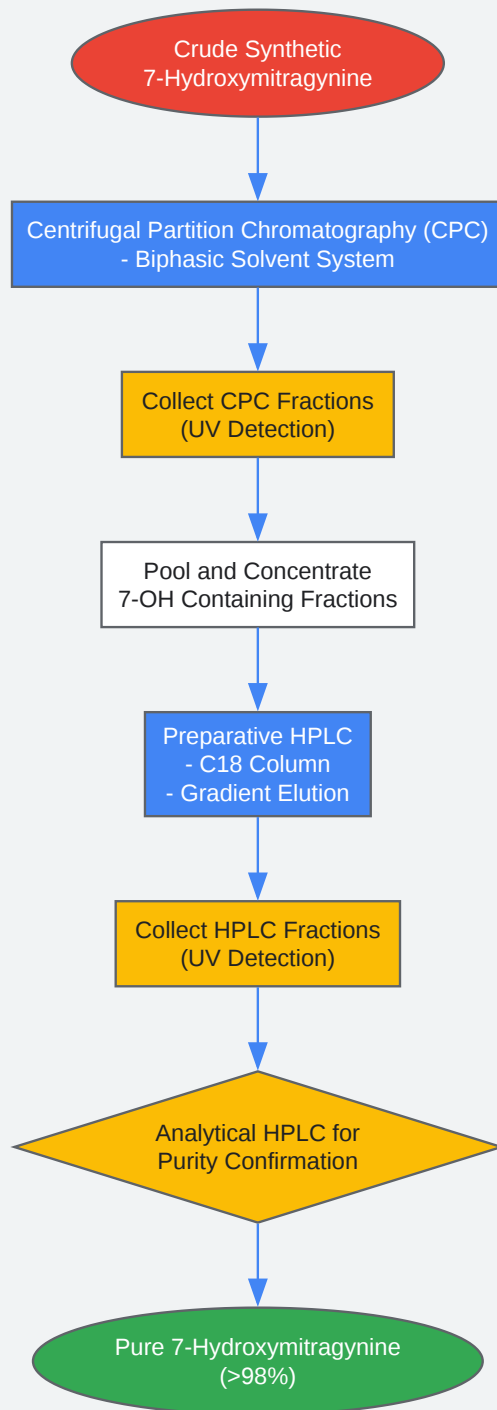 Crude Synthetic
7-Hydroxymitragynine
Centrifugal Partition Chromatography (CPC)
- Biphasic Solvent System
Collect CPC Fractions
(UV Detection)
Pool and Concentrate
7-OH Containing Fractions
Preparative HPLC
- C18 Column
- Gradient Elution
Collect HPLC Fractions
(UV Detection)
Analytical HPLC for
Purity Confirmation
Pure 7-Hydroxymitragynine
(>98%)